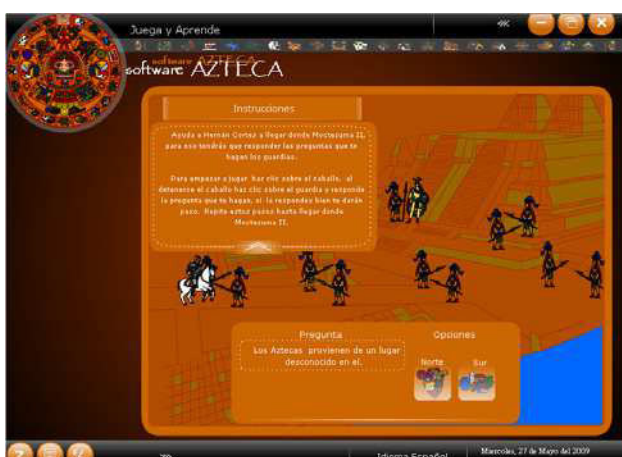 Juega y Aprende
software AZTECA
Instrucciones
Ayuda a Hernán Cortez a llegar donde Moctezuma II,
para eso tendrás que responder las preguntas que te
hagan los guardias.
Para empezar a jugar haz clic sobre el caballo, al
detenerse el caballo haz clic sobre el guardia y responde
la pregunta que te hagan, si la respondes bien te darán
paso. Repite estos pasos hasta llegar donde
Moctezuma II.
Pregunta
Opciones
Los Aztecas provienen de un lugar
desconocido en el.
Norte
Sur
Idioma Español
Miercoles, 27 de Mayo del 2009